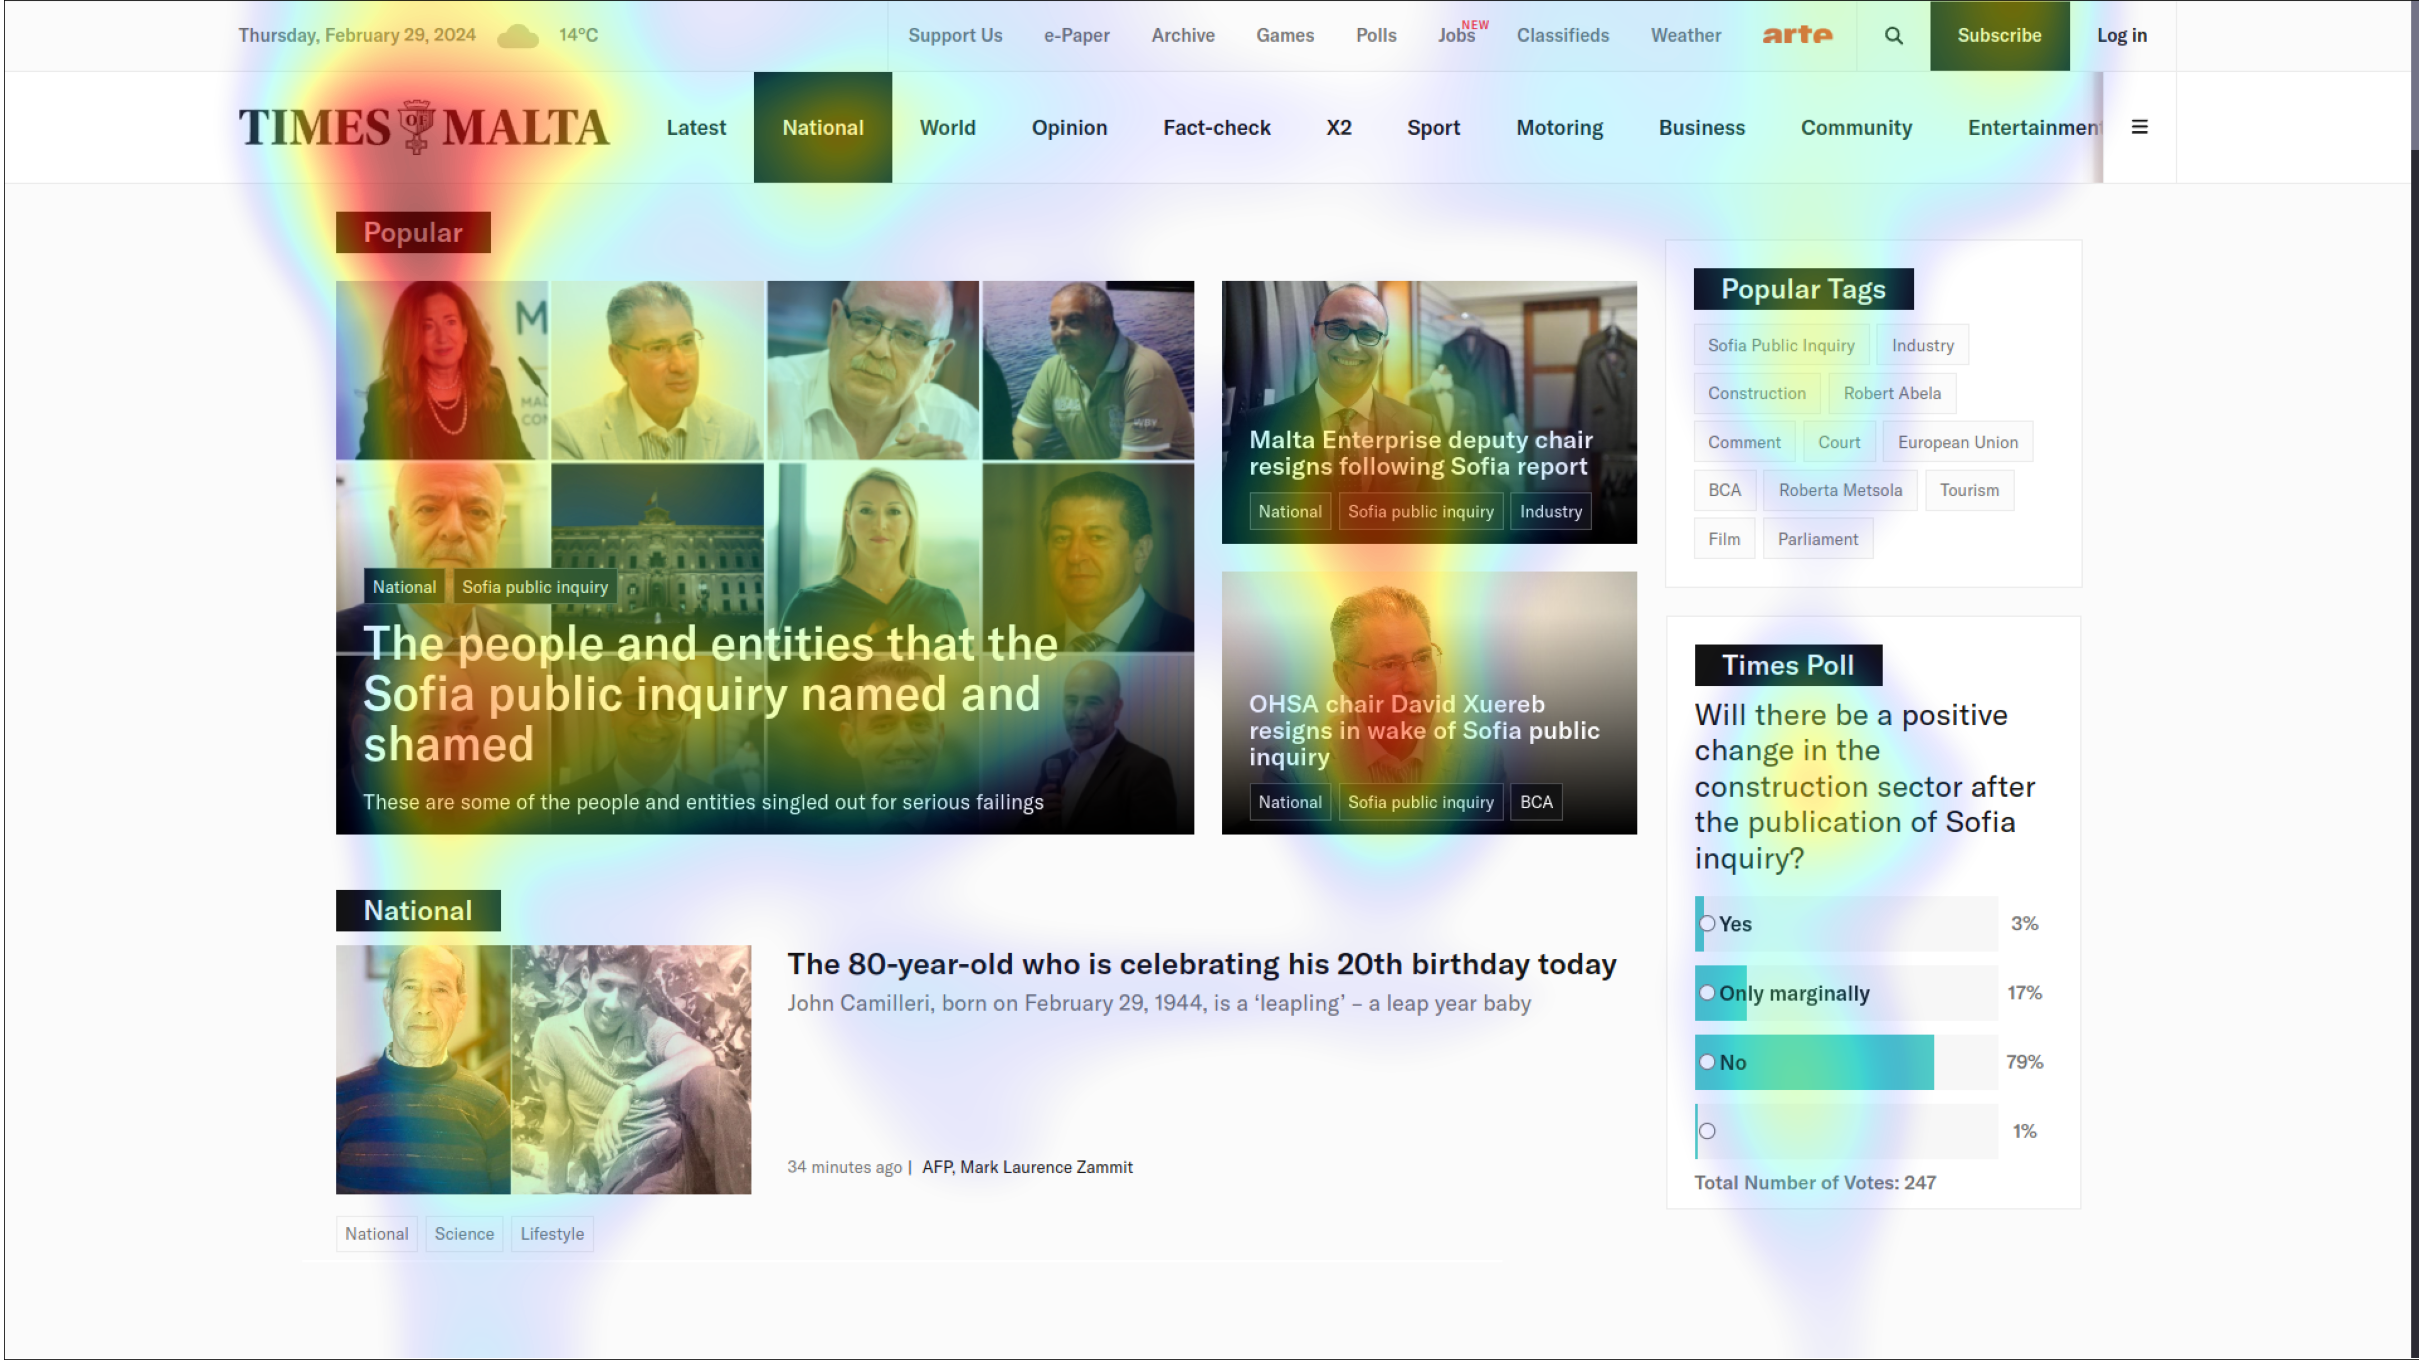 Thursday, February 29, 2024 14°C
Support Us e-Paper Archive Games Polls Jobs NEW Classifieds Weather arte Subscribe Log in
TIMES OF MALTA
Latest National World Opinion Fact-check X2 Sport Motoring Business Community Entertainment
Popular
M
MAL
CO
National Sofia public inquiry
The people and entities that the
Sofia public inquiry named and
shamed
These are some of the people and entities singled out for serious failings
Malta Enterprise deputy chair
resigns following Sofia report
National Sofia public inquiry Industry
OHSA chair David Xuereb
resigns in wake of Sofia public
inquiry
National Sofia public inquiry BCA
Popular Tags
Sofia Public Inquiry Industry
Construction Robert Abela
Comment Court European Union
BCA Roberta Metsola Tourism
Film Parliament
Times Poll
Will there be a positive
change in the
construction sector after
the publication of Sofia
inquiry?
Yes 3%
Only marginally 17%
No 79%
1%
Total Number of Votes: 247
National
The 80-year-old who is celebrating his 20th birthday today
John Camilleri, born on February 29, 1944, is a ‘leapling’ – a leap year baby
34 minutes ago | AFP, Mark Laurence Zammit
National Science Lifestyle